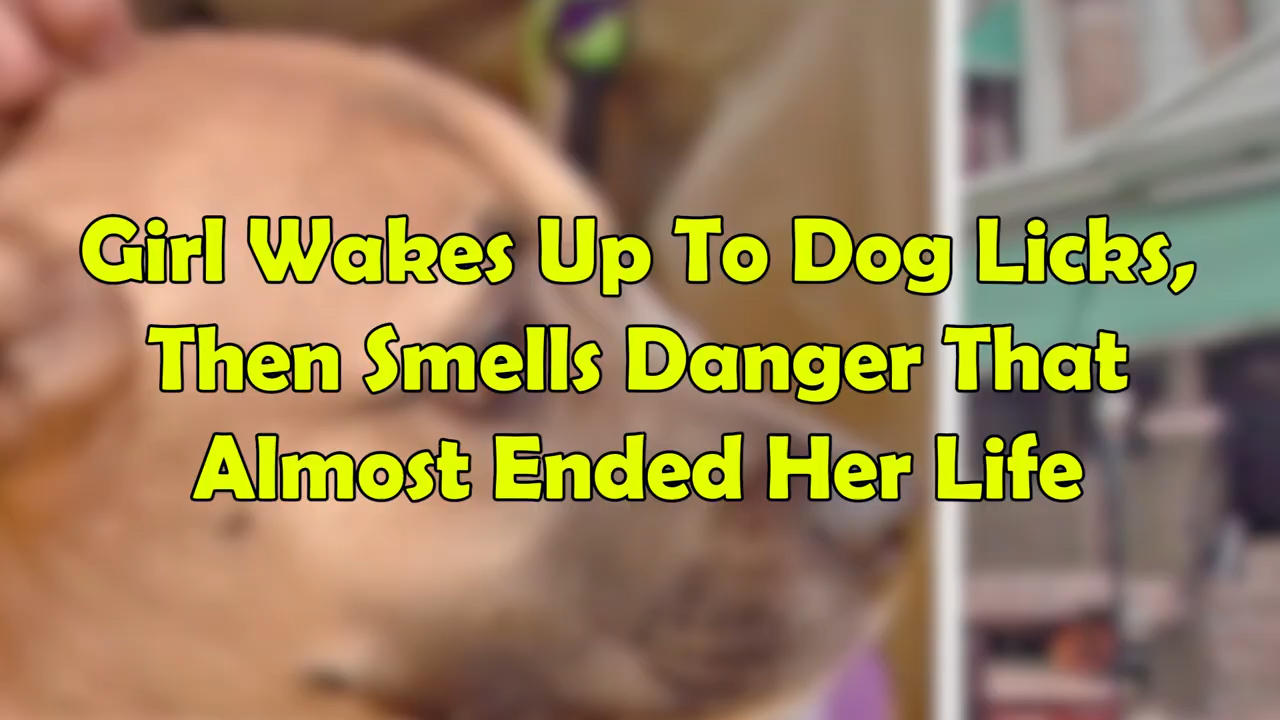 Girl Wakes Up To Dog Licks,
Then Smells Danger That
Almost Ended Her Life